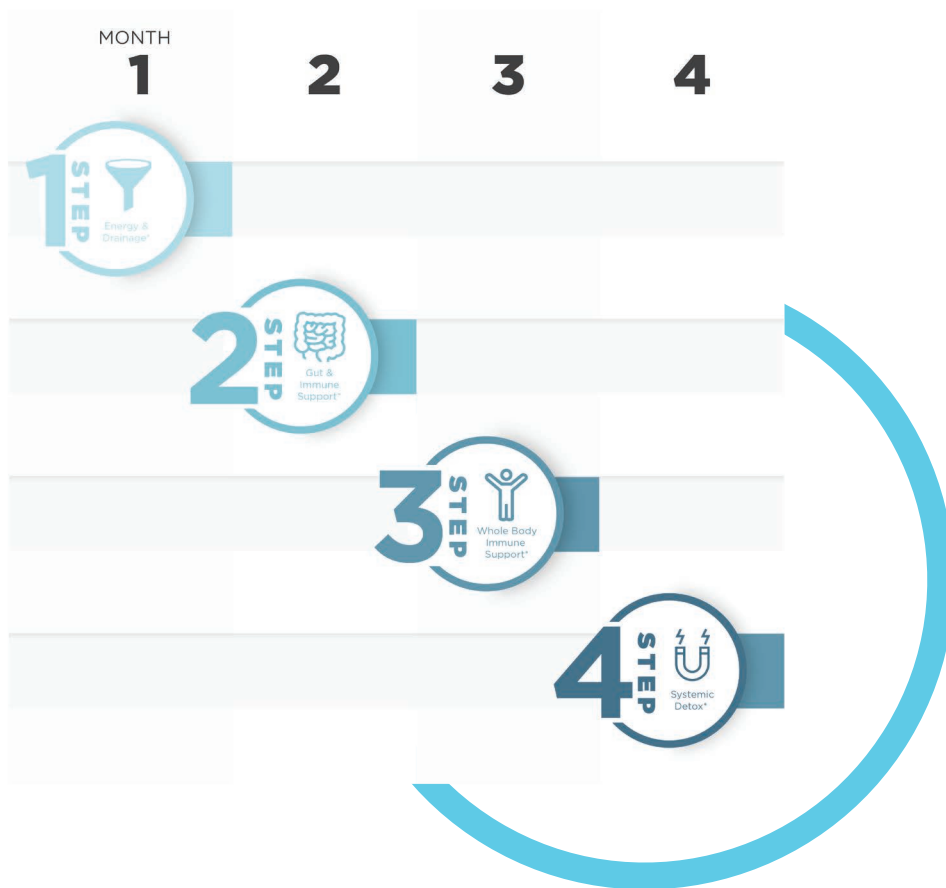 MONTH
1 2 3 4
1 STEP
Energy &
Drainage*
2 STEP
Gut &
Immune
Support*
3 STEP
Whole Body
Immune
Support*
4 STEP
Systemic
Detox*